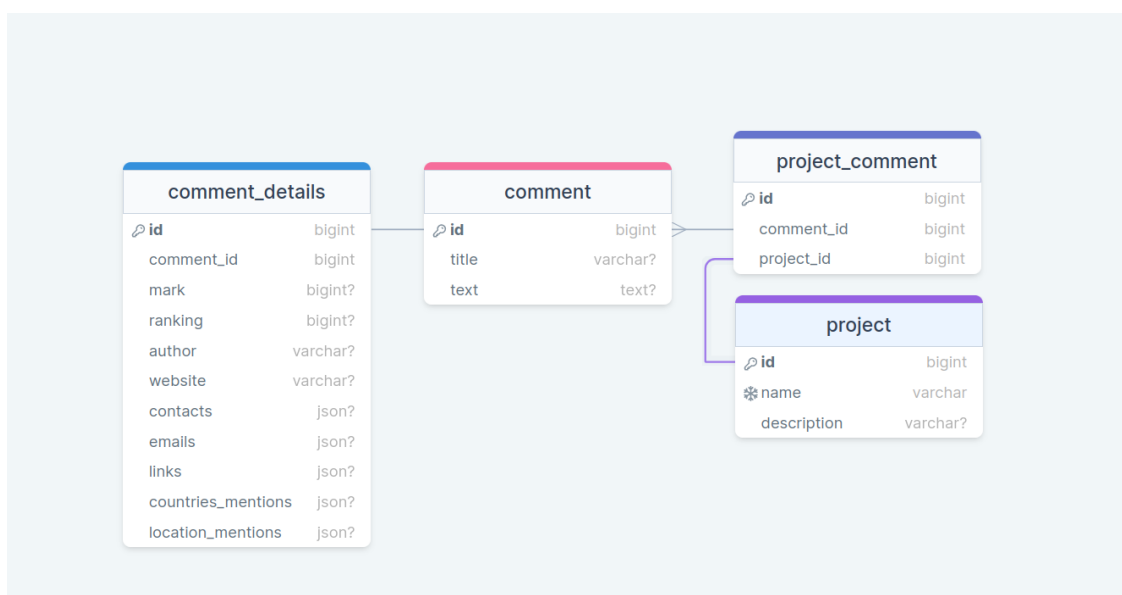 comment_details
id bigint
comment_id bigint
mark bigint?
ranking bigint?
author varchar?
website varchar?
contacts json?
emails json?
links json?
countries_mentions json?
location_mentions json?
comment
id bigint
title varchar?
text text?
project_comment
id bigint
comment_id bigint
project_id bigint
project
id bigint
name varchar
description varchar?